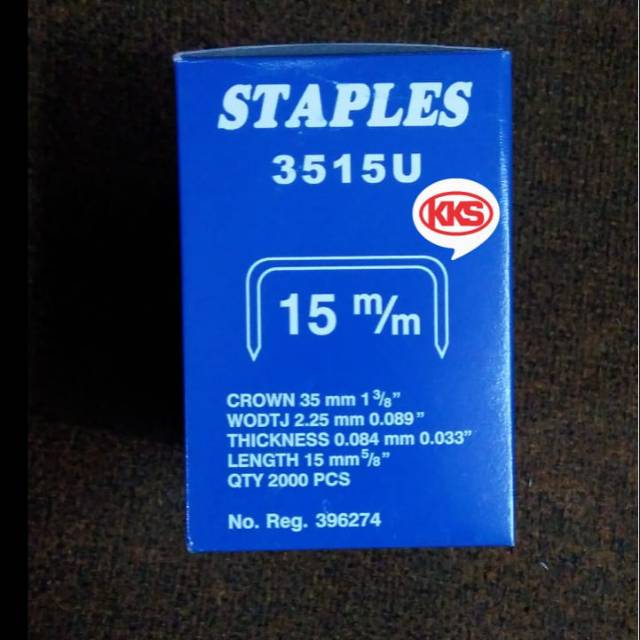 STAPLES
3515U
KKS
15 m/m
CROWN 35 mm 1 3/8"
WODTJ 2.25 mm 0.089"
THICKNESS 0.084 mm 0.033"
LENGTH 15 mm 5/8"
QTY 2000 PCS
No. Reg. 396274